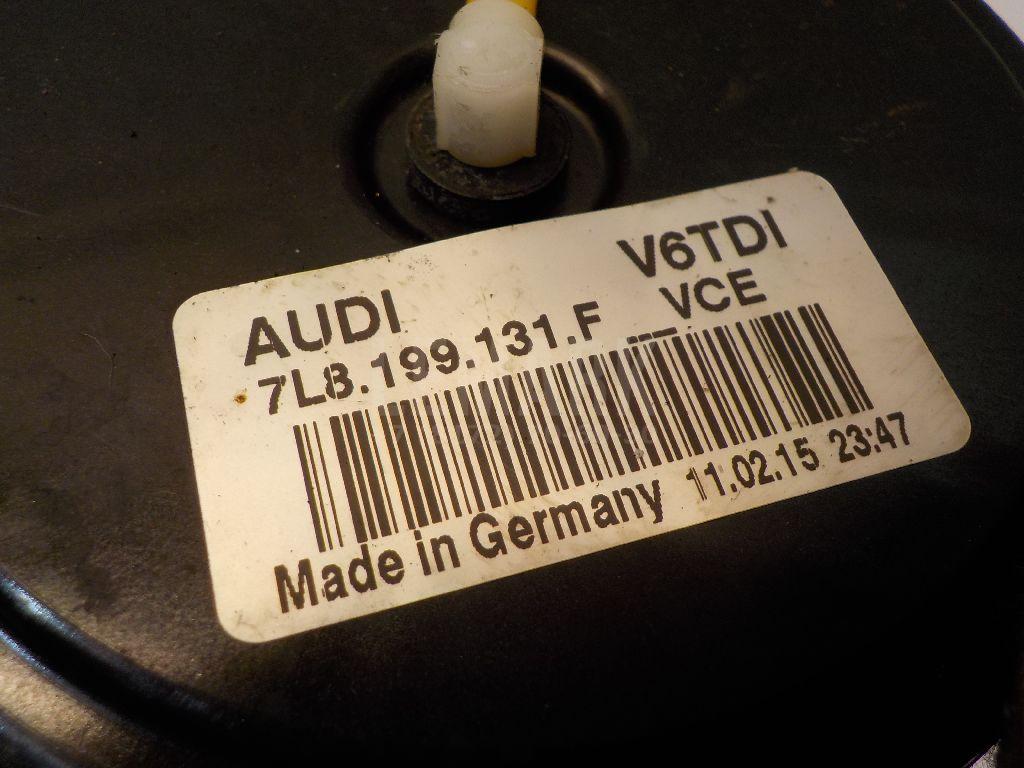 AUDI V6TDI
7L8.199.131.F VCE
Made in Germany 11.02.15 23:47